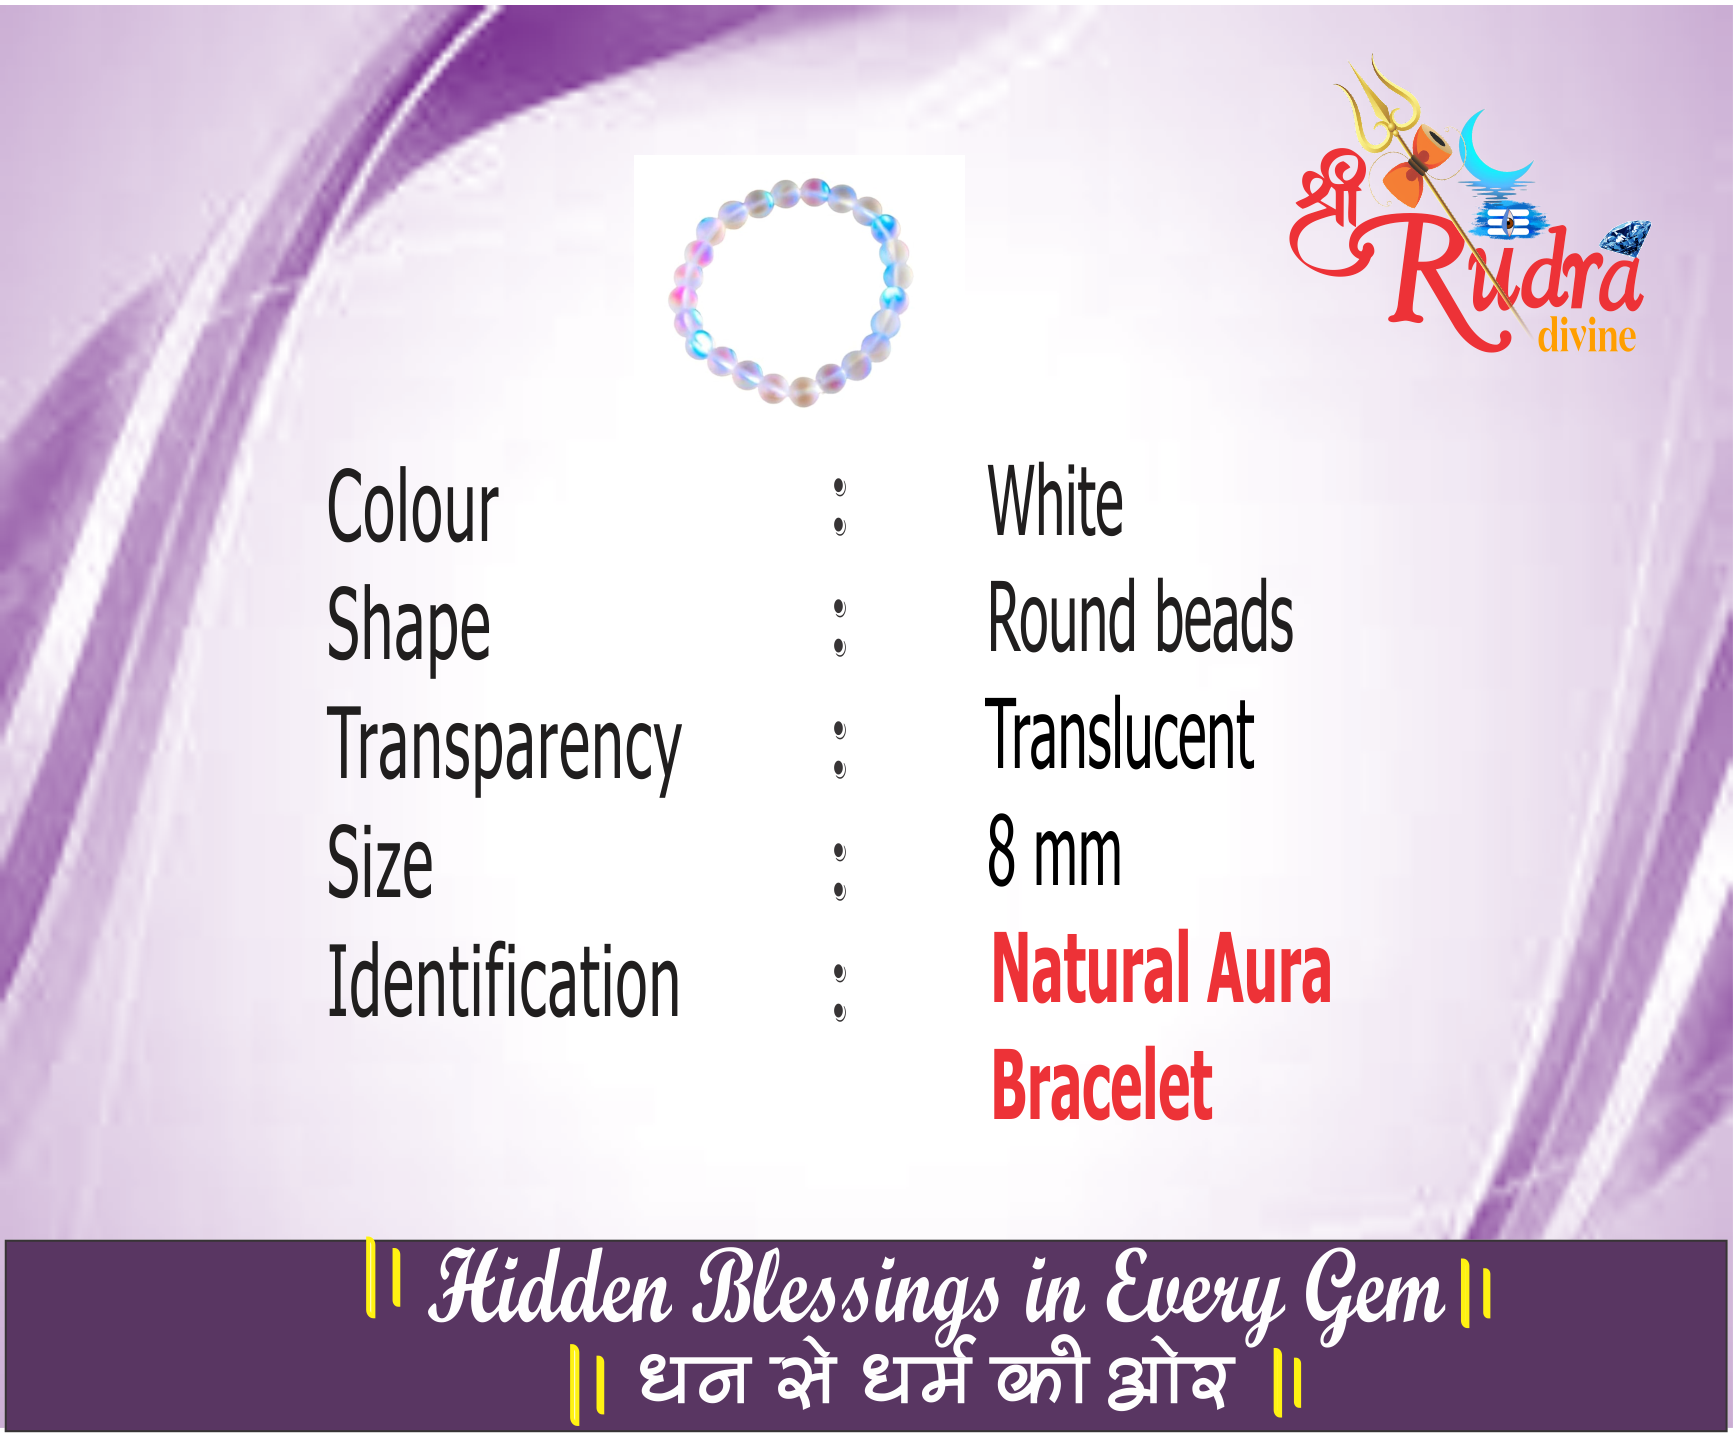 श्री Rudra
divine
Colour : White
Shape : Round beads
Transparency : Translucent
Size : 8 mm
Identification : Natural Aura
Bracelet
|| Hidden Blessings in Every Gem ||
|| धन से धर्म की ओर ||